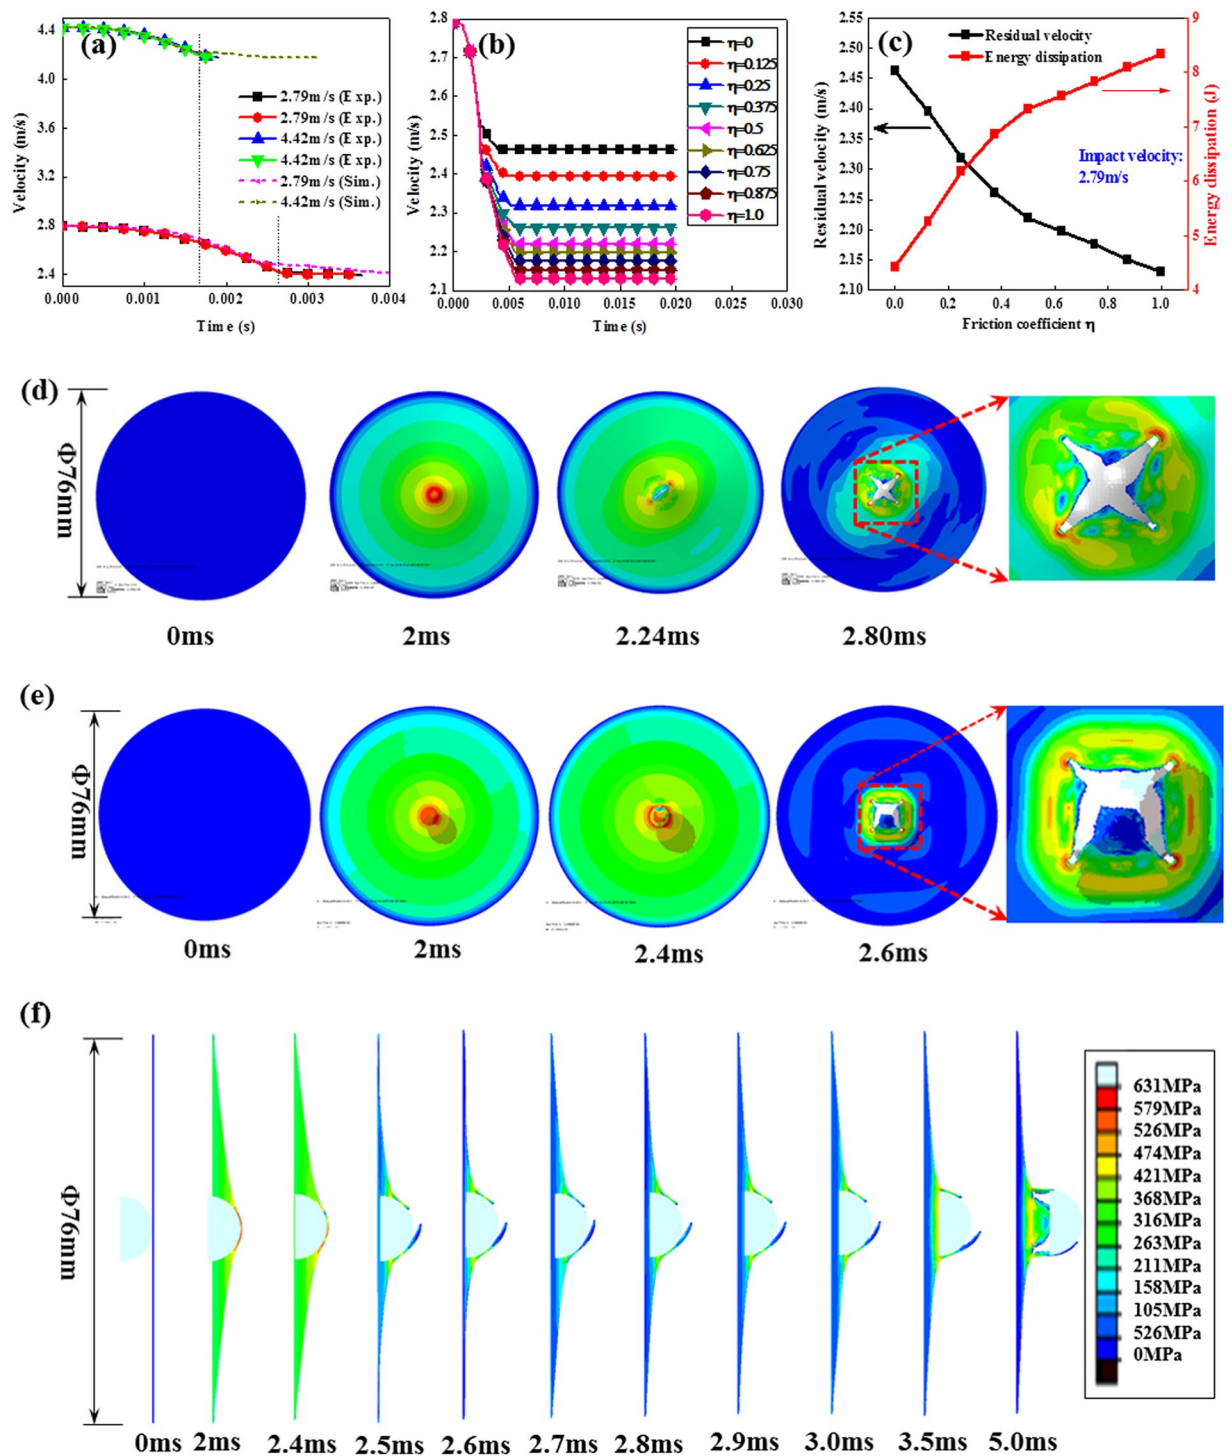 (a)
4.4
4.0
3.6
3.2
2.8
2.4
Velocity (m/s)
2.79m/s (Exp.)
2.79m/s (Exp.)
4.42m/s (Exp.)
4.42m/s (Exp.)
2.79m/s (Sim.)
4.42m/s (Sim.)
0.000 0.001 0.002 0.003 0.004
Time (s)
(b)
2.8
2.7
2.6
2.5
2.4
2.3
2.2
2.1
Velocity (m/s)
η=0
η=0.125
η=0.25
η=0.375
η=0.5
η=0.625
η=0.75
η=0.875
η=1.0
0.000 0.005 0.010 0.015 0.020 0.025 0.030
Time (s)
(c)
2.55
2.50
2.45
2.40
2.35
2.30
2.25
2.20
2.15
2.10
Residual velocity (m/s)
Residual velocity
Energy dissipation
Impact velocity:
2.79m/s
9
8
7
6
5
4
Energy dissipation (J)
0.0 0.2 0.4 0.6 0.8 1.0
Friction coefficient η
(d)
Φ76mm
0ms 2ms 2.24ms 2.80ms
(e)
Φ76mm
0ms 2ms 2.4ms 2.6ms
(f)
Φ76mm
631MPa
579MPa
526MPa
474MPa
421MPa
368MPa
316MPa
263MPa
211MPa
158MPa
105MPa
526MPa
0MPa
0ms 2ms 2.4ms 2.5ms 2.6ms 2.7ms 2.8ms 2.9ms 3.0ms 3.5ms 5.0ms